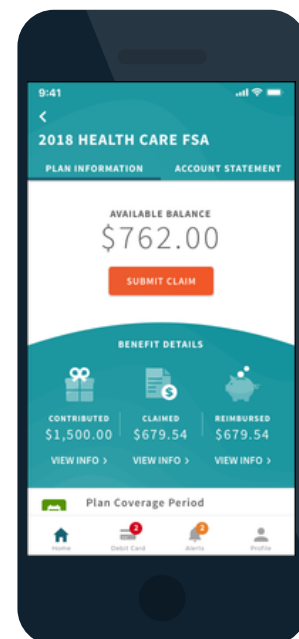 9:41
2018 HEALTH CARE FSA
PLAN INFORMATION ACCOUNT STATEMENT
AVAILABLE BALANCE
$762.00
SUBMIT CLAIM
BENEFIT DETAILS
CONTRIBUTED CLAIMED REIMBURSED
$1,500.00 $679.54 $679.54
VIEW INFO > VIEW INFO > VIEW INFO >
Plan Coverage Period
2 2
Home Debit Card Alerts Profile